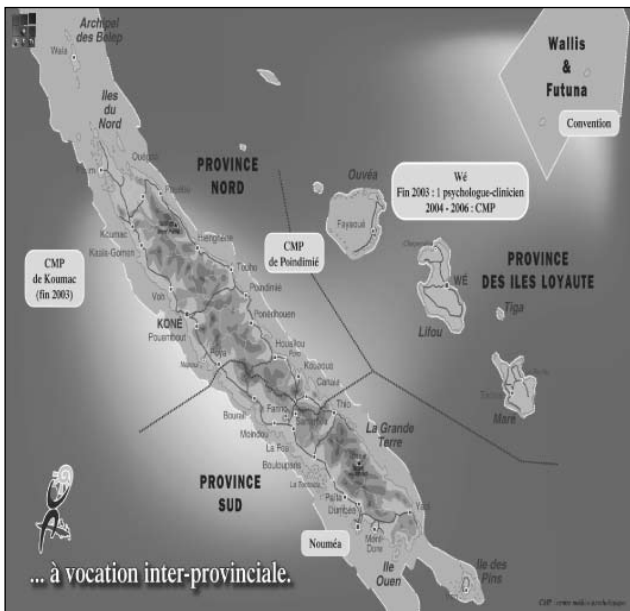 Archipel
des Belep
Wala
Iles
du
Nord
PROVINCE
NORD
Ouvéa
Fayaoué
Wallis
&
Futuna
Convention
Wé
Fin 2003 : 1 psychologue-clinicien
2004 - 2006 : CMP
Koumac
Kaala-Gomen
Hienghène
Touho
CMP
de Poindimié
CMP
de Koumac
(fin 2003)
Voh
Poindimié
Ponérihouen
KONÉ
Pouembout
Houaïlou
Poya
Kouaoua
Canala
WÉ
Lifou
PROVINCE
DES ILES LOYAUTE
Tiga
Maré
Bourail
Farino
Thio
Moindou
La Foa
Bouloupari
La Grande
Terre
PROVINCE
SUD
Païta
Dumbéa
Yaté
Nouméa
Mont-
Dore
Ile
Ouen
Ile des
Pins
... à vocation inter-provinciale.